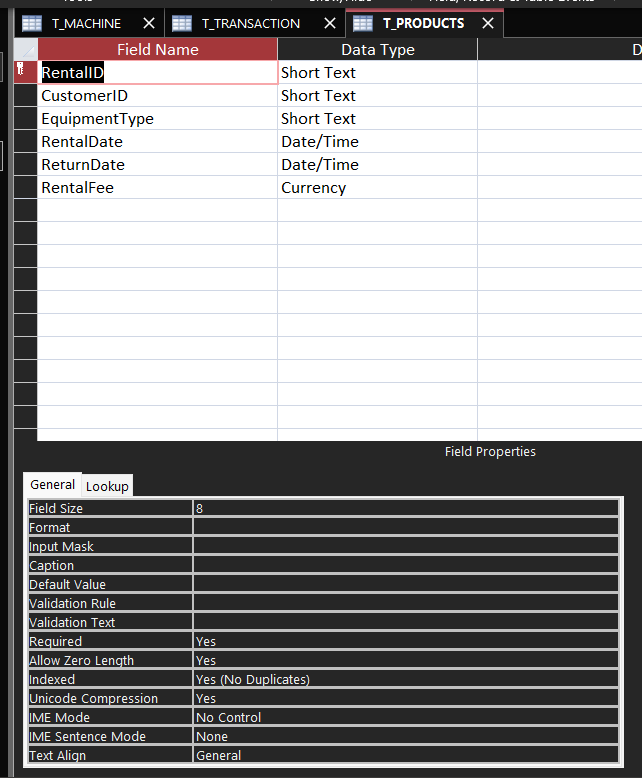 T_MACHINE T_TRANSACTION T_PRODUCTS
Field Name Data Type D
RentalID Short Text
CustomerID Short Text
EquipmentType Short Text
RentalDate Date/Time
ReturnDate Date/Time
RentalFee Currency
Field Properties
General Lookup
Field Size 8
Format
Input Mask
Caption
Default Value
Validation Rule
Validation Text
Required Yes
Allow Zero Length Yes
Indexed Yes (No Duplicates)
Unicode Compression Yes
IME Mode No Control
IME Sentence Mode None
Text Align General